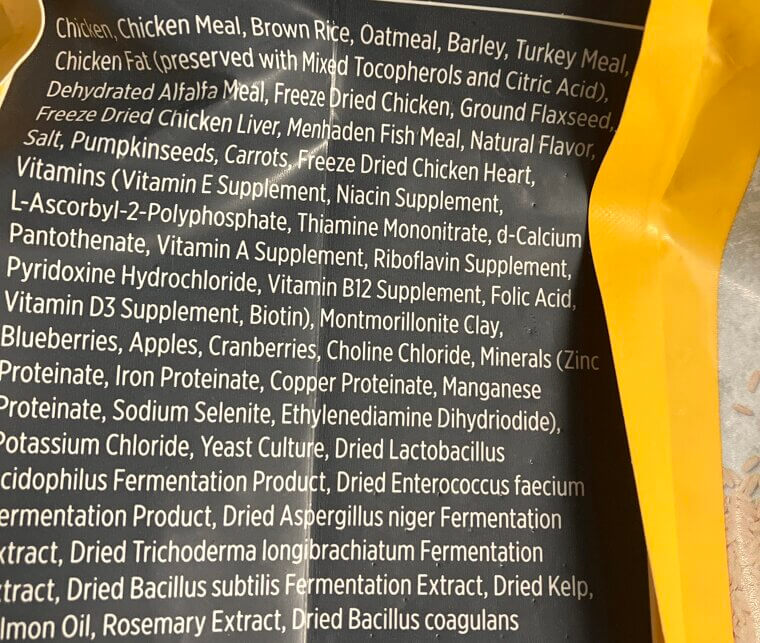 Chicken, Chicken Meal, Brown Rice, Oatmeal, Barley, Turkey Meal,
Chicken Fat (preserved with Mixed Tocopherols and Citric Acid),
Dehydrated Alfalfa Meal, Freeze Dried Chicken, Ground Flaxseed,
Freeze Dried Chicken Liver, Menhaden Fish Meal, Natural Flavor,
Salt, Pumpkinseeds, Carrots, Freeze Dried Chicken Heart,
Vitamins (Vitamin E Supplement, Niacin Supplement,
L-Ascorbyl-2-Polyphosphate, Thiamine Mononitrate, d-Calcium
Pantothenate, Vitamin A Supplement, Riboflavin Supplement,
Pyridoxine Hydrochloride, Vitamin B12 Supplement, Folic Acid,
Vitamin D3 Supplement, Biotin), Montmorillonite Clay,
Blueberries, Apples, Cranberries, Choline Chloride, Minerals (Zinc
Proteinate, Iron Proteinate, Copper Proteinate, Manganese
Proteinate, Sodium Selenite, Ethylenediamine Dihydriodide),
Potassium Chloride, Yeast Culture, Dried Lactobacillus
cidophilus Fermentation Product, Dried Enterococcus faecium
ermentation Product, Dried Aspergillus niger Fermentation
xtract, Dried Trichoderma longibrachiatum Fermentation
tract, Dried Bacillus subtilis Fermentation Extract, Dried Kelp,
lmon Oil, Rosemary Extract, Dried Bacillus coagulans